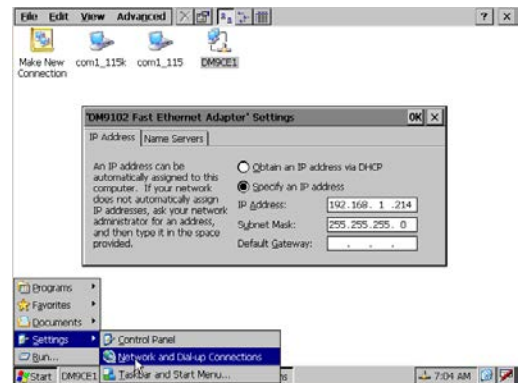 File Edit View Advanced ? ×
Make New Connection
com1_115k
com1_115
DM9CE1
'DM9102 Fast Ethernet Adapter' Settings OK ×
IP Address Name Servers
An IP address can be
automatically assigned to this
computer. If your network
does not automatically assign
IP addresses, ask your network
administrator for an address,
and then type it in the space
provided.
Obtain an IP address via DHCP
Specify an IP address
IP Address: 192.168. 1 .214
Subnet Mask: 255.255.255. 0
Default Gateway: . . .
Programs
Favorites
Documents
Settings
Run...
Control Panel
Network and Dial-up Connections
Taskbar and Start Menu...
Start DM9CE1 7:04 AM